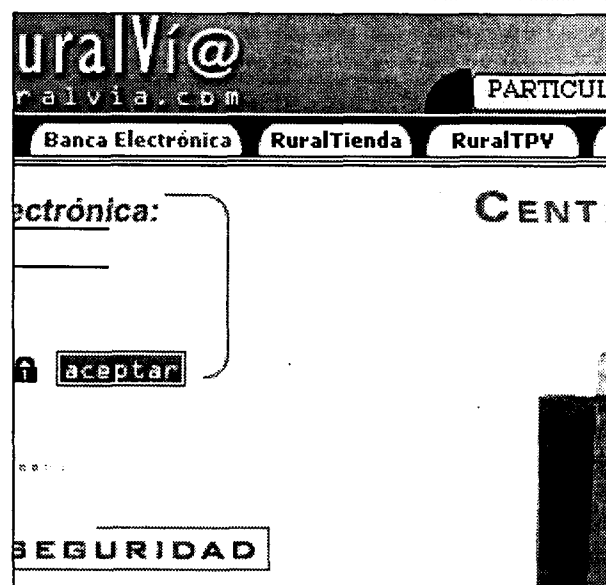 uralVí@
ralvia.com
PARTICUL
Banca Electrónica RuralTienda RuralTPV
ectrónica:
CENT
aceptar
SEGURIDAD